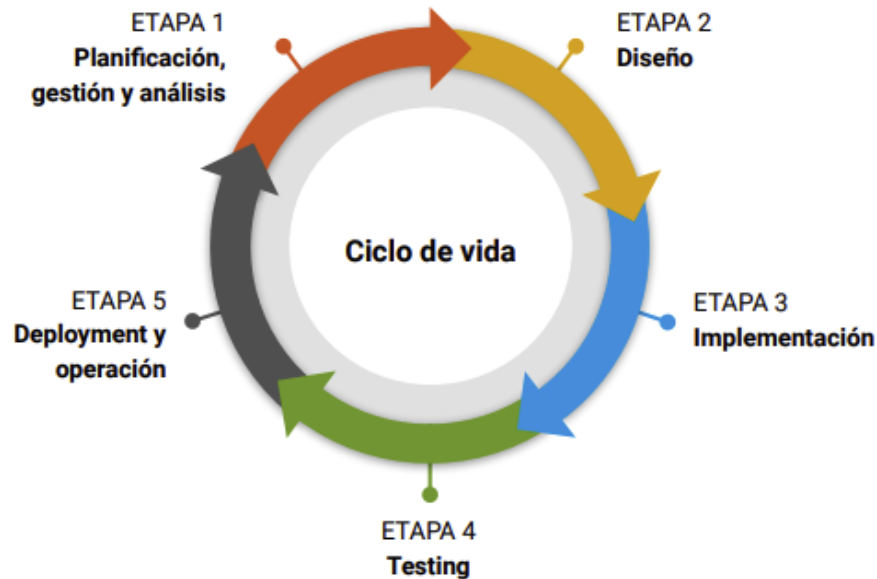 ETAPA 1
Planificación,
gestión y análisis
ETAPA 2
Diseño
Ciclo de vida
ETAPA 3
Implementación
ETAPA 4
Testing
ETAPA 5
Deployment y
operación